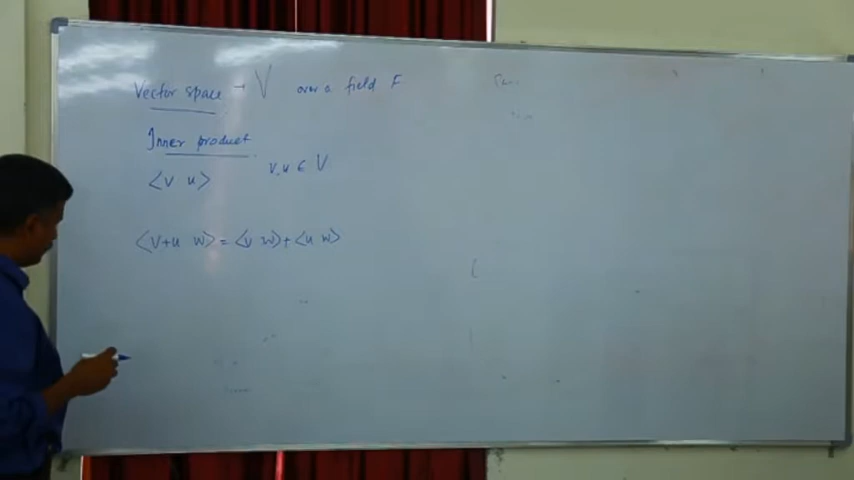 Vector space → V over a field F
Inner product
⟨v u⟩ v, u ∈ V
⟨v+u w⟩ = ⟨v w⟩ + ⟨u w⟩